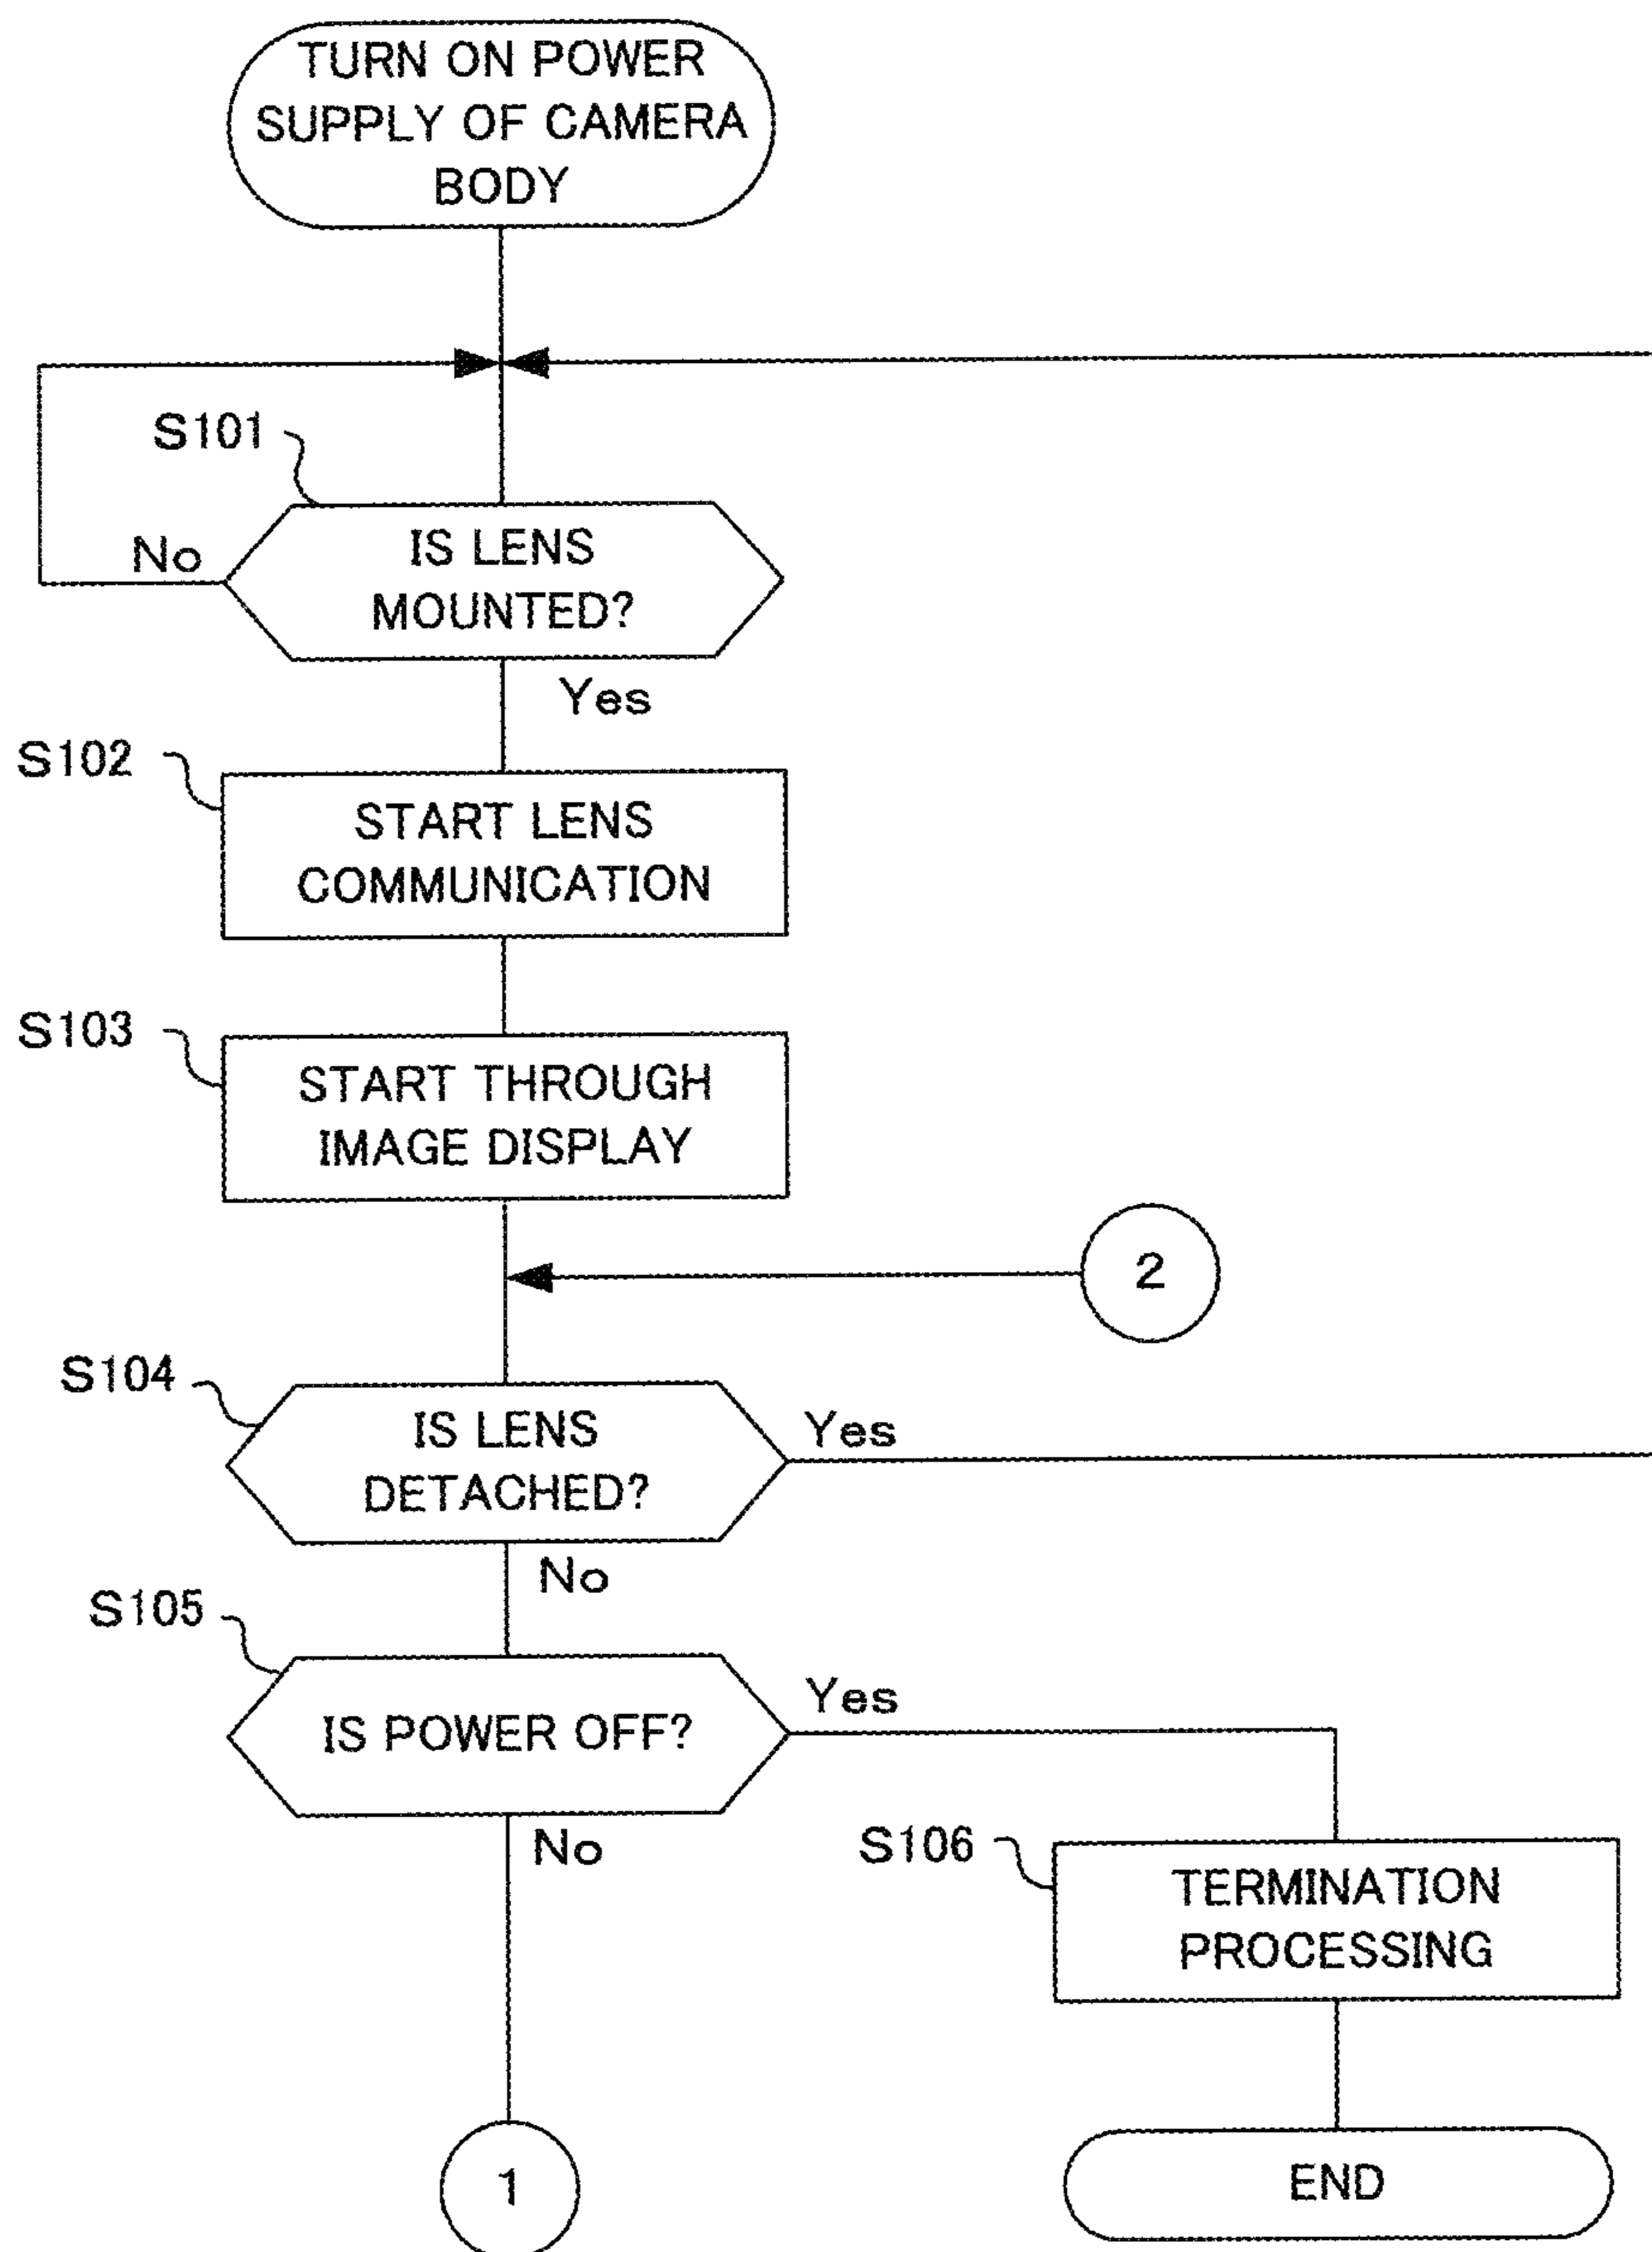 TURN ON POWER
SUPPLY OF CAMERA
BODY
S101
IS LENS
MOUNTED?
No
Yes
S102
START LENS
COMMUNICATION
S103
START THROUGH
IMAGE DISPLAY
2
S104
IS LENS
DETACHED?
Yes
No
S105
IS POWER OFF?
Yes
No
S106
TERMINATION
PROCESSING
1
END